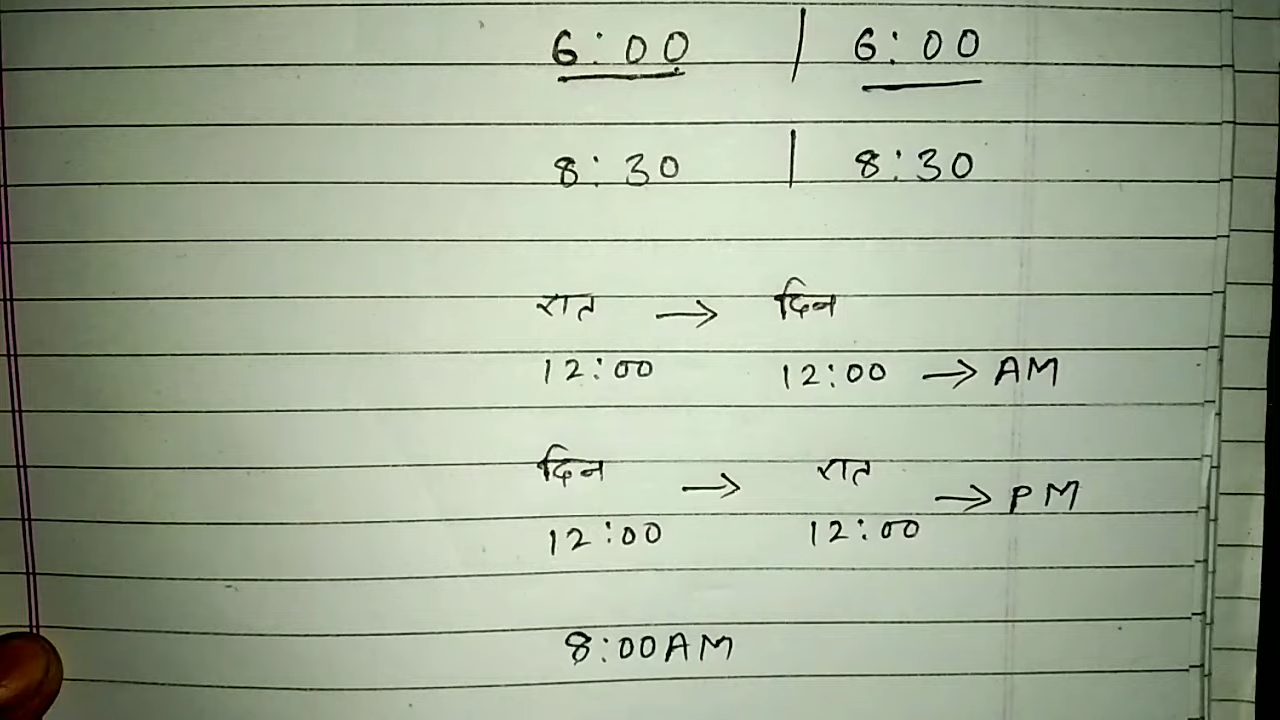 6:00 | 6:00
8:30 | 8:30
रात → दिन
12:00 12:00 → AM
दिन → रात → PM
12:00 12:00
8:00AM